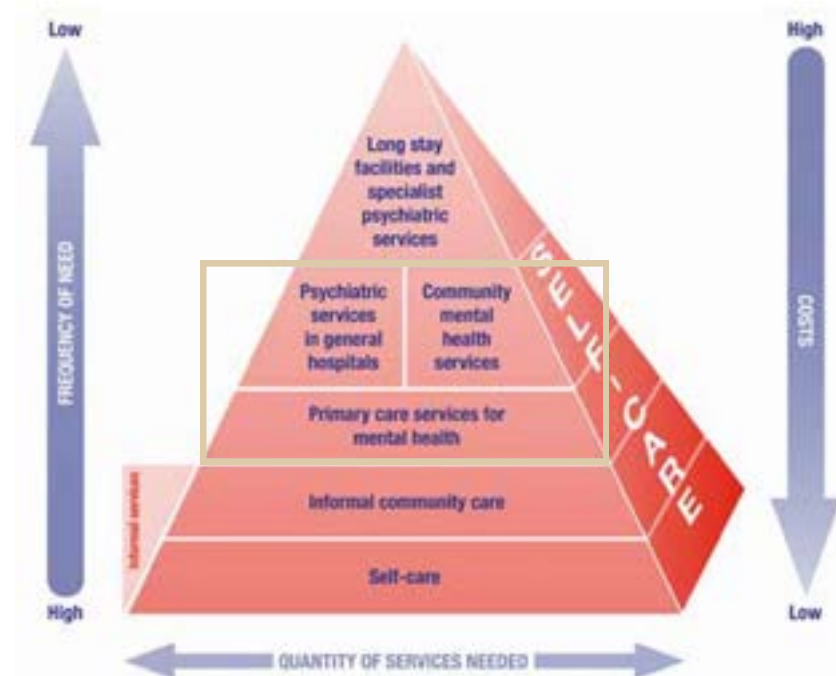 Low
High
Long stay
facilities and
specialist
psychiatric
services
Psychiatric
services
in general
hospitals
Community
mental
health
services
Primary care services for
mental health
Informal community care
Self-care
Informal services
FREQUENCY OF NEED
SELF-CARE
COSTS
High
Low
QUANTITY OF SERVICES NEEDED